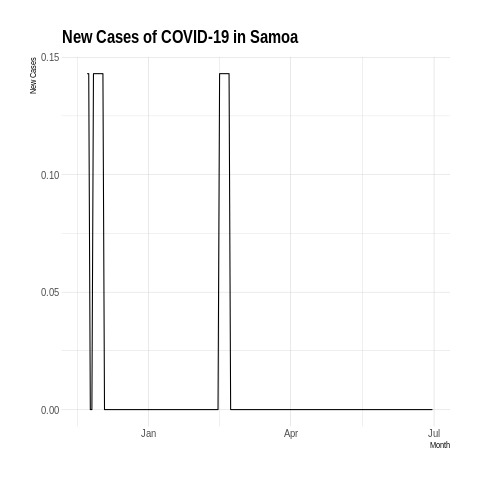 New Cases of COVID-19 in Samoa
New Cases
0.15
0.10
0.05
0.00
Jan
Apr
Jul
Month